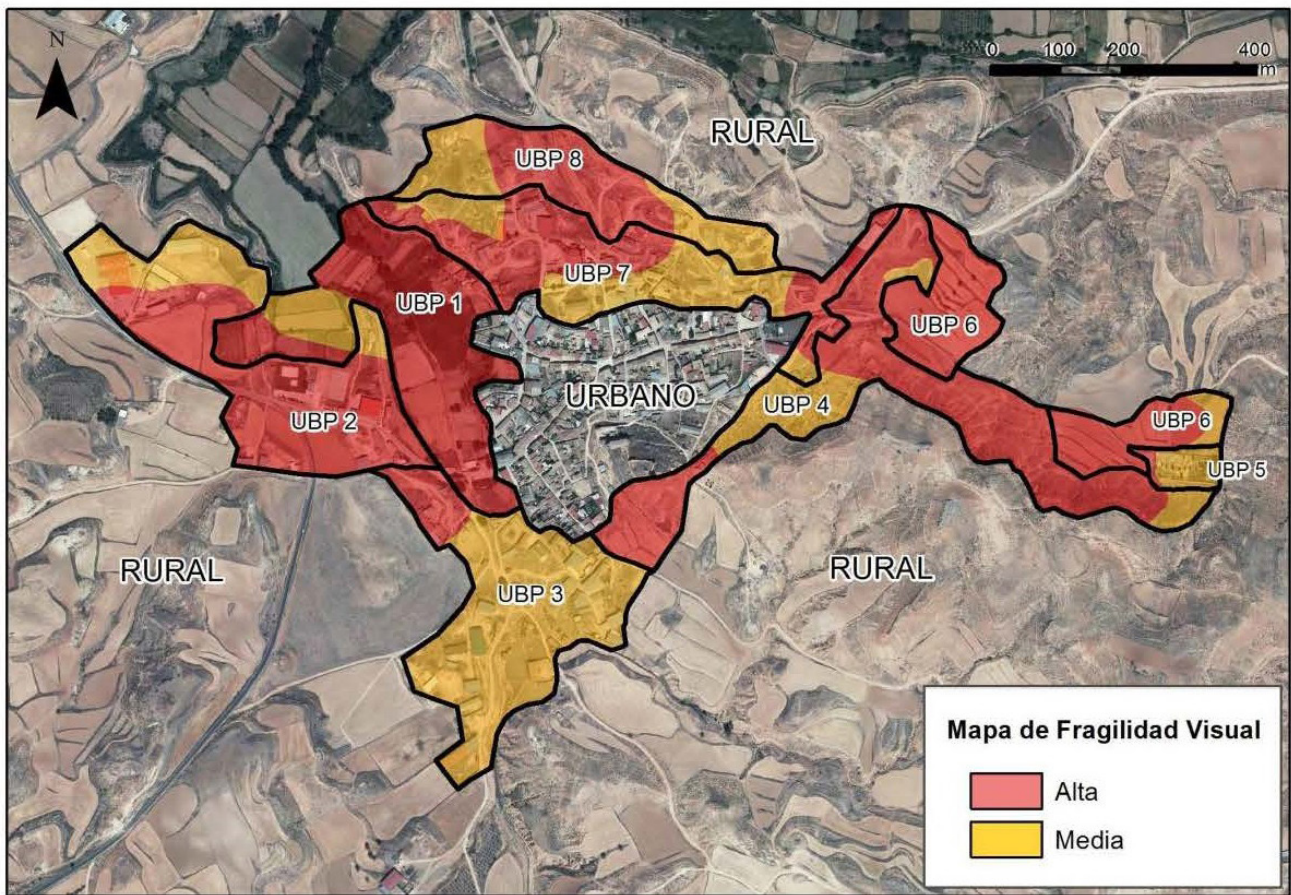 N
0 100 200 400
m
RURAL
UBP 8
UBP 7
UBP 1
UBP 6
URBANO
UBP 4
UBP 2
UBP 6
UBP 5
RURAL
RURAL
UBP 3
Mapa de Fragilidad Visual
Alta
Media